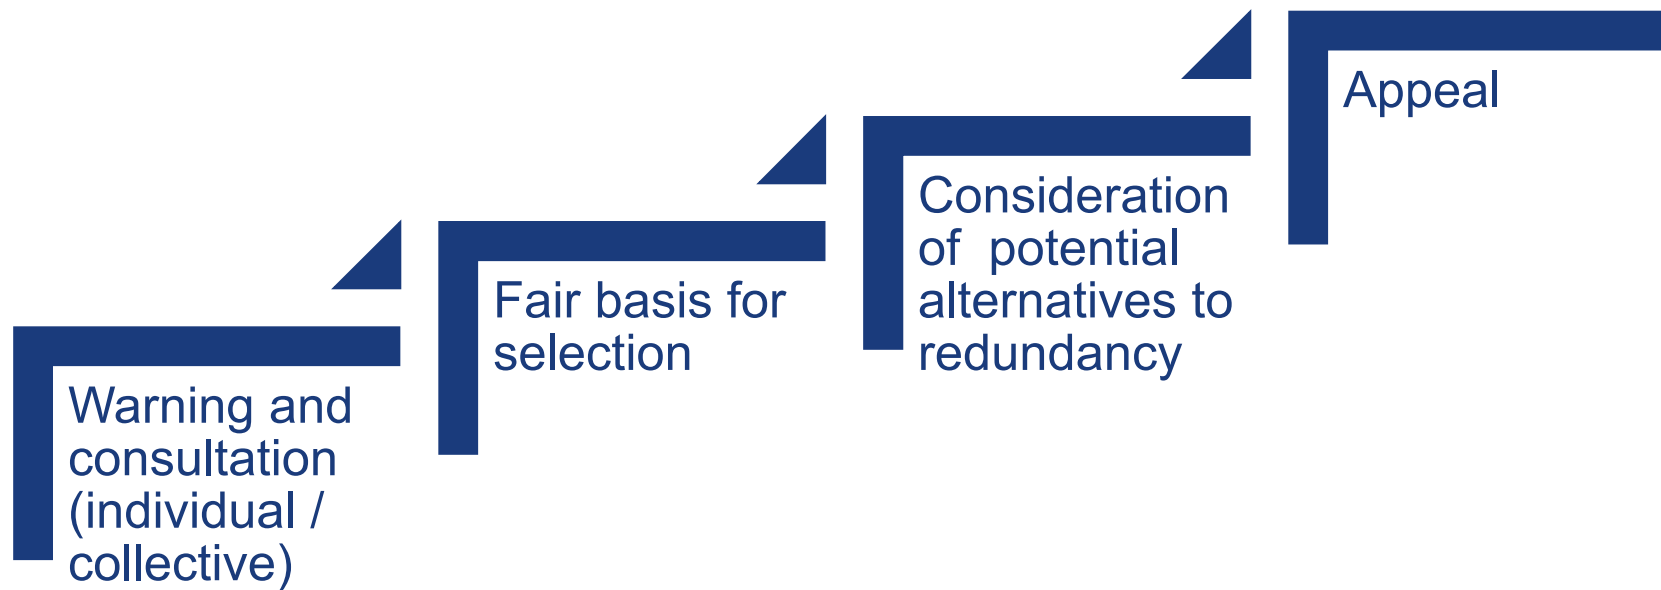 Warning and
consultation
(individual /
collective)
Fair basis for
selection
Consideration
of  potential
alternatives to
redundancy
Appeal